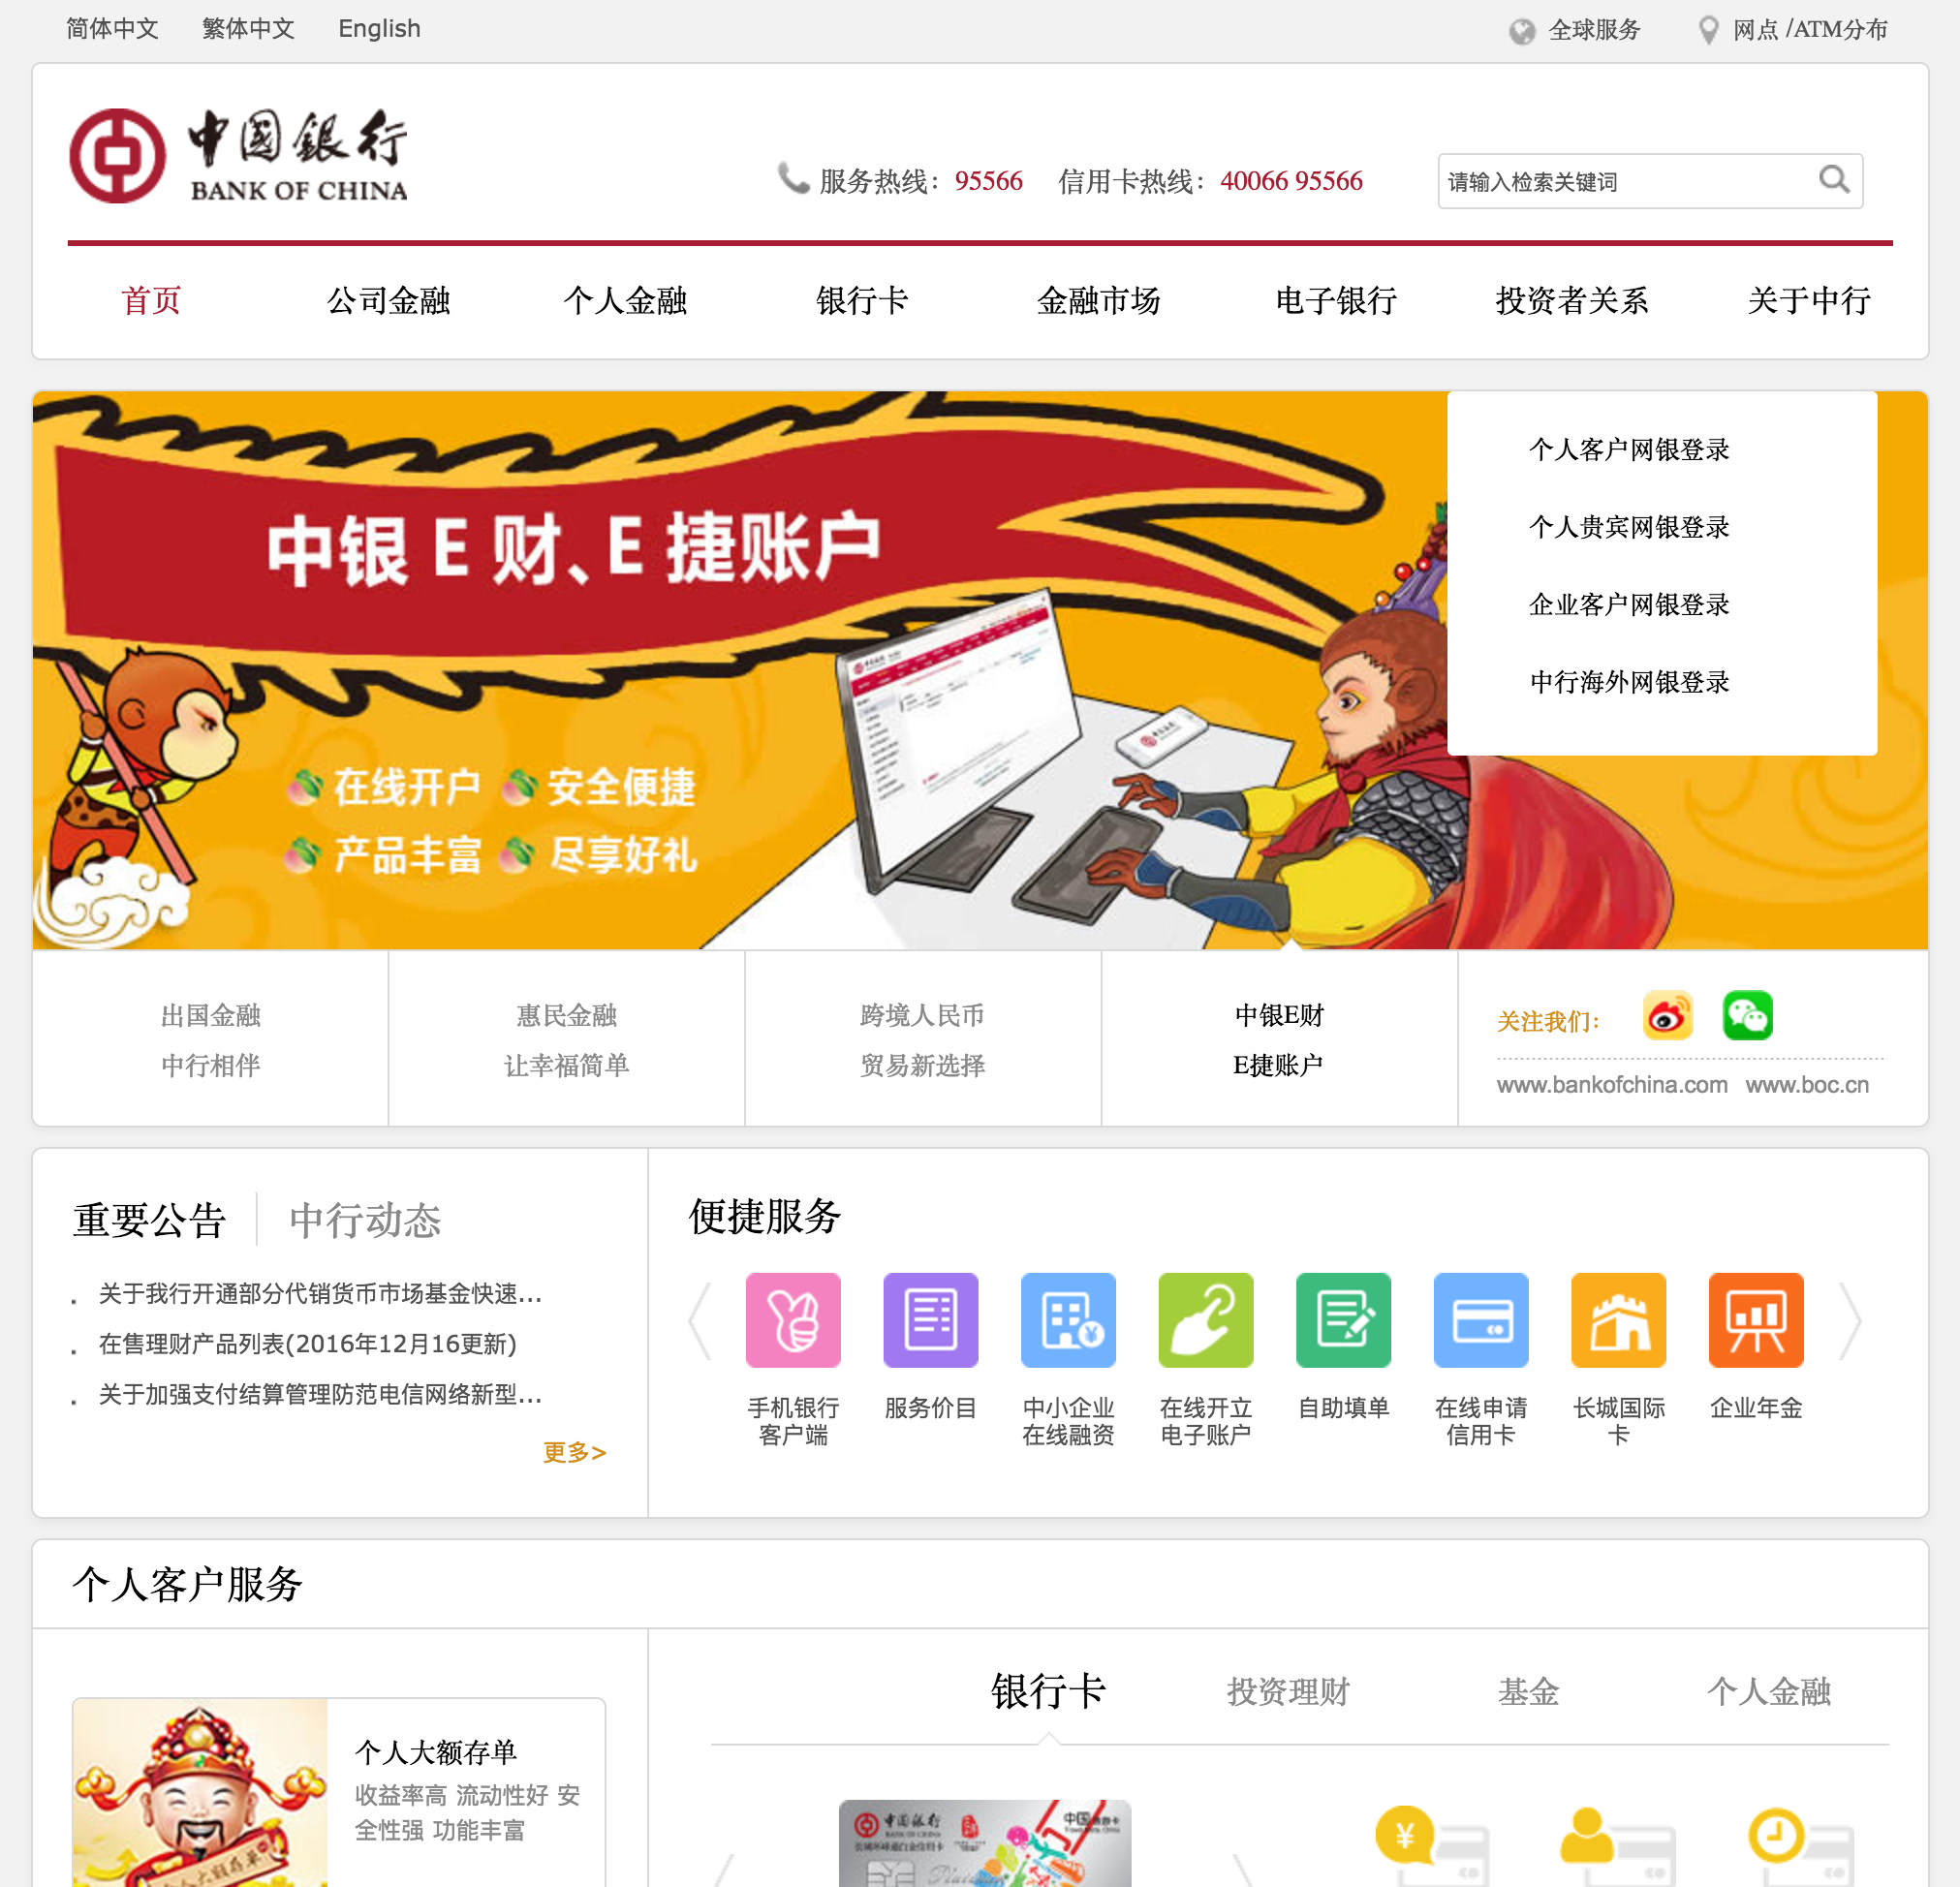 简体中文 繁体中文 English 全球服务 网点 /ATM分布
中国銀行
BANK OF CHINA
服务热线：95566 信用卡热线：40066 95566 请输入检索关键词
首页 公司金融 个人金融 银行卡 金融市场 电子银行 投资者关系 关于中行
中银 E 财、E 捷账户
在线开户 安全便捷
产品丰富 尽享好礼
个人客户网银登录
个人贵宾网银登录
企业客户网银登录
中行海外网银登录
出国金融
中行相伴
惠民金融
让幸福简单
跨境人民币
贸易新选择
中银E财
E捷账户
关注我们：
www.bankofchina.com www.boc.cn
重要公告 中行动态
关于我行开通部分代销货币市场基金快速...
在售理财产品列表(2016年12月16更新)
关于加强支付结算管理防范电信网络新型...
更多>
便捷服务
手机银行
客户端
服务价目
中小企业
在线融资
在线开立
电子账户
自助填单
在线申请
信用卡
长城国际
卡
企业年金
个人客户服务
个人大额存单
收益率高 流动性好 安
全性强 功能丰富
银行卡 投资理财 基金 个人金融
中国銀行
BANK OF CHINA